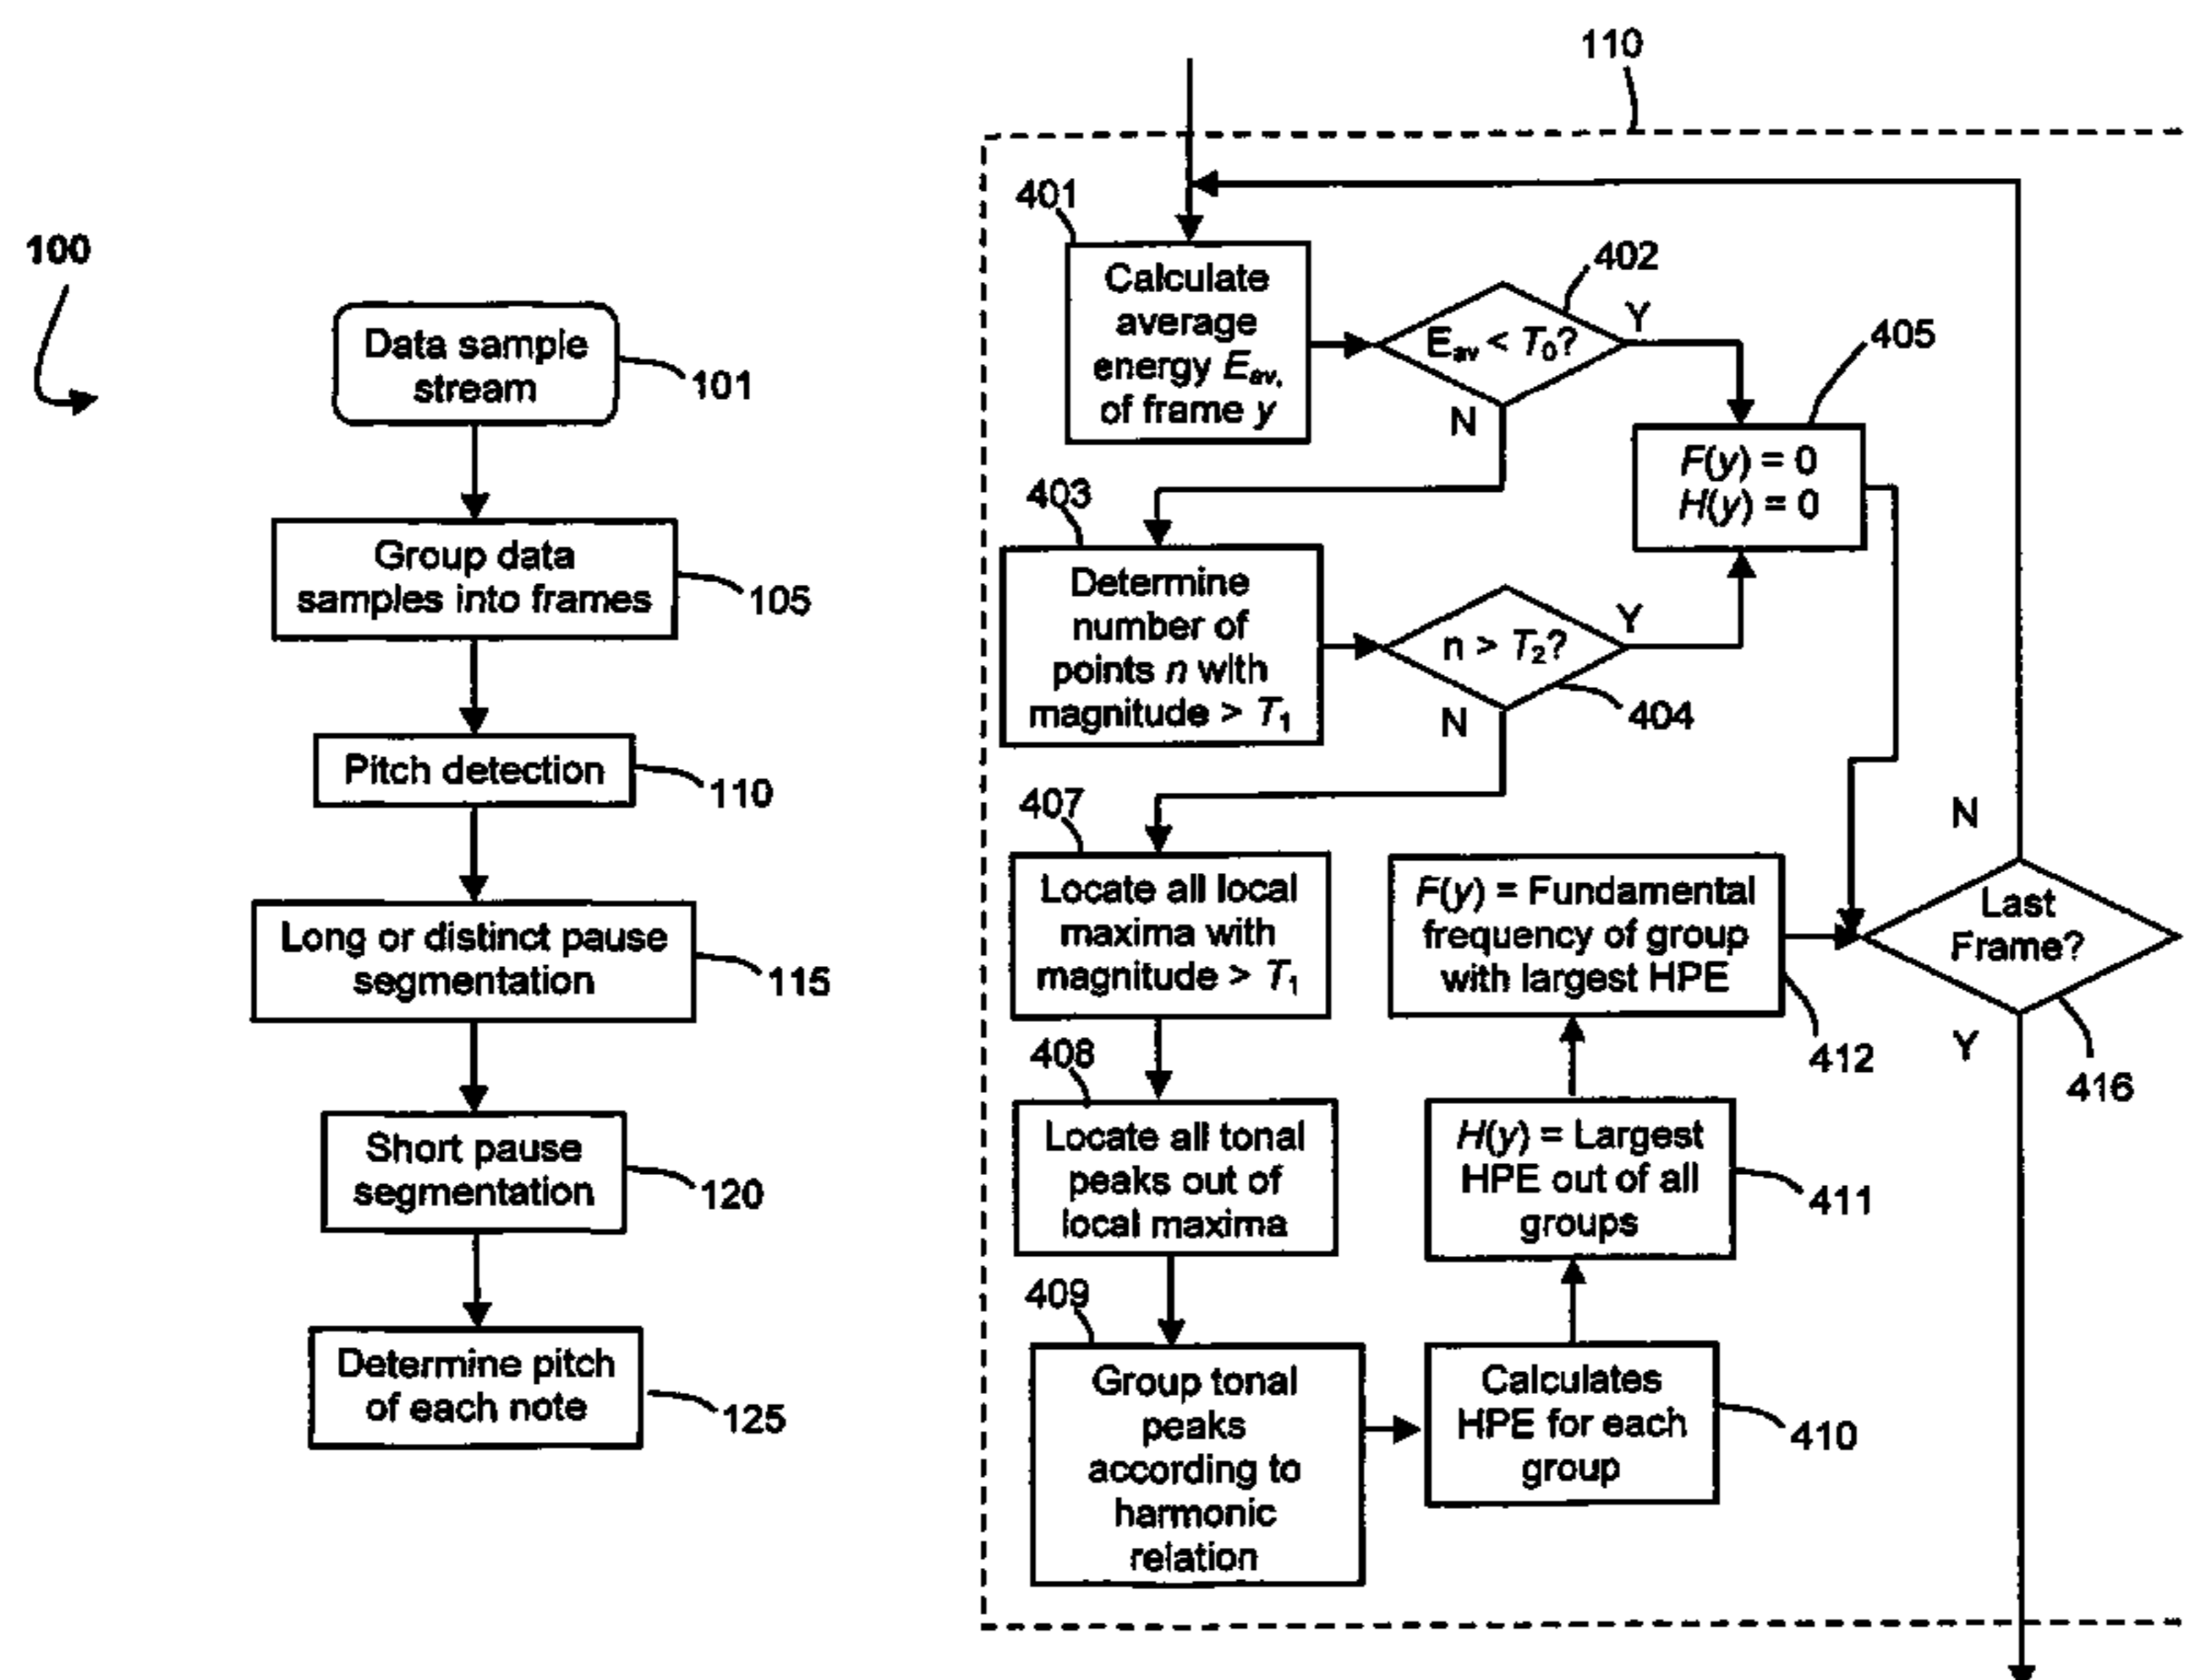 100
Data sample
stream
101
Group data
samples into frames
105
Pitch detection
110
Long or distinct pause
segmentation
115
Short pause
segmentation
120
Determine pitch
of each note
125
110
401
Calculate
average
energy Eav,
of frame y
402
Eav < T0?
Y
N
405
F(y) = 0
H(y) = 0
403
Determine
number of
points n with
magnitude > T1
n > T2?
Y
N
404
407
Locate all local
maxima with
magnitude > T1
408
Locate all tonal
peaks out of
local maxima
409
Group tonal
peaks
according to
harmonic
relation
Calculates
HPE for each
group
410
H(y) = Largest
HPE out of all
groups
411
F(y) = Fundamental
frequency of group
with largest HPE
412
N
Last
Frame?
Y
416